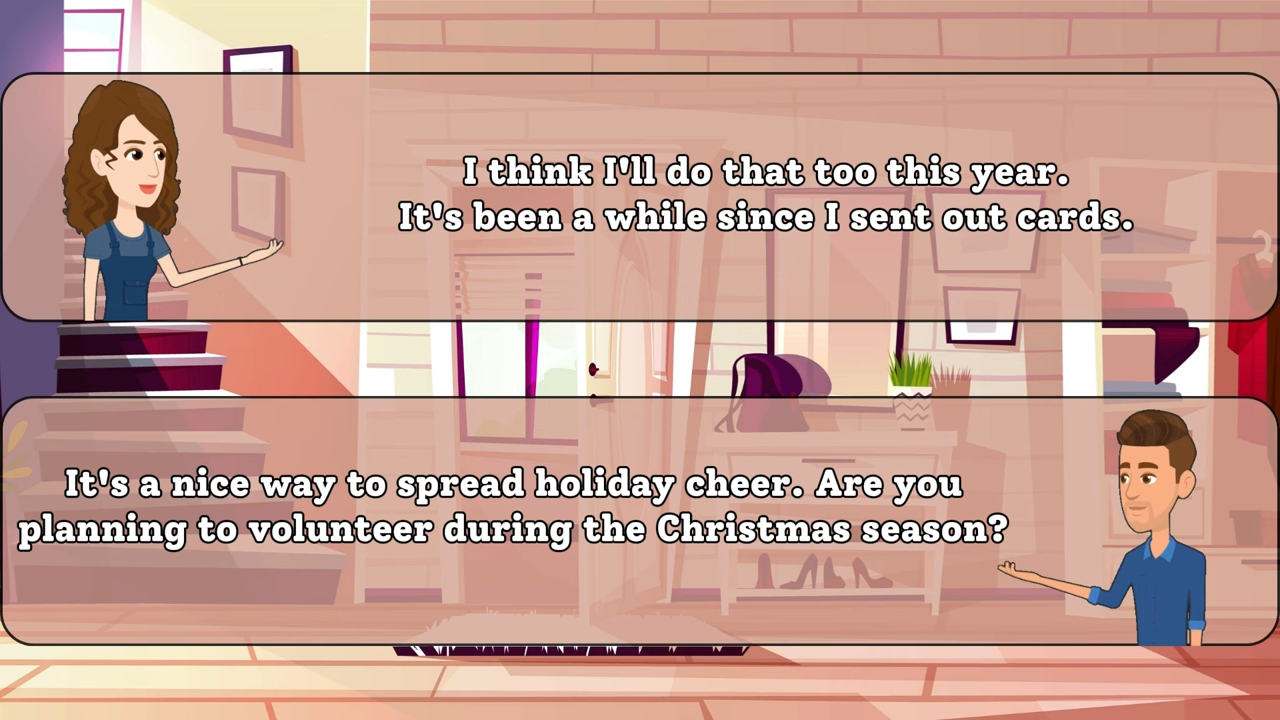 I think I'll do that too this year.
It's been a while since I sent out cards.
It's a nice way to spread holiday cheer. Are you
planning to volunteer during the Christmas season?